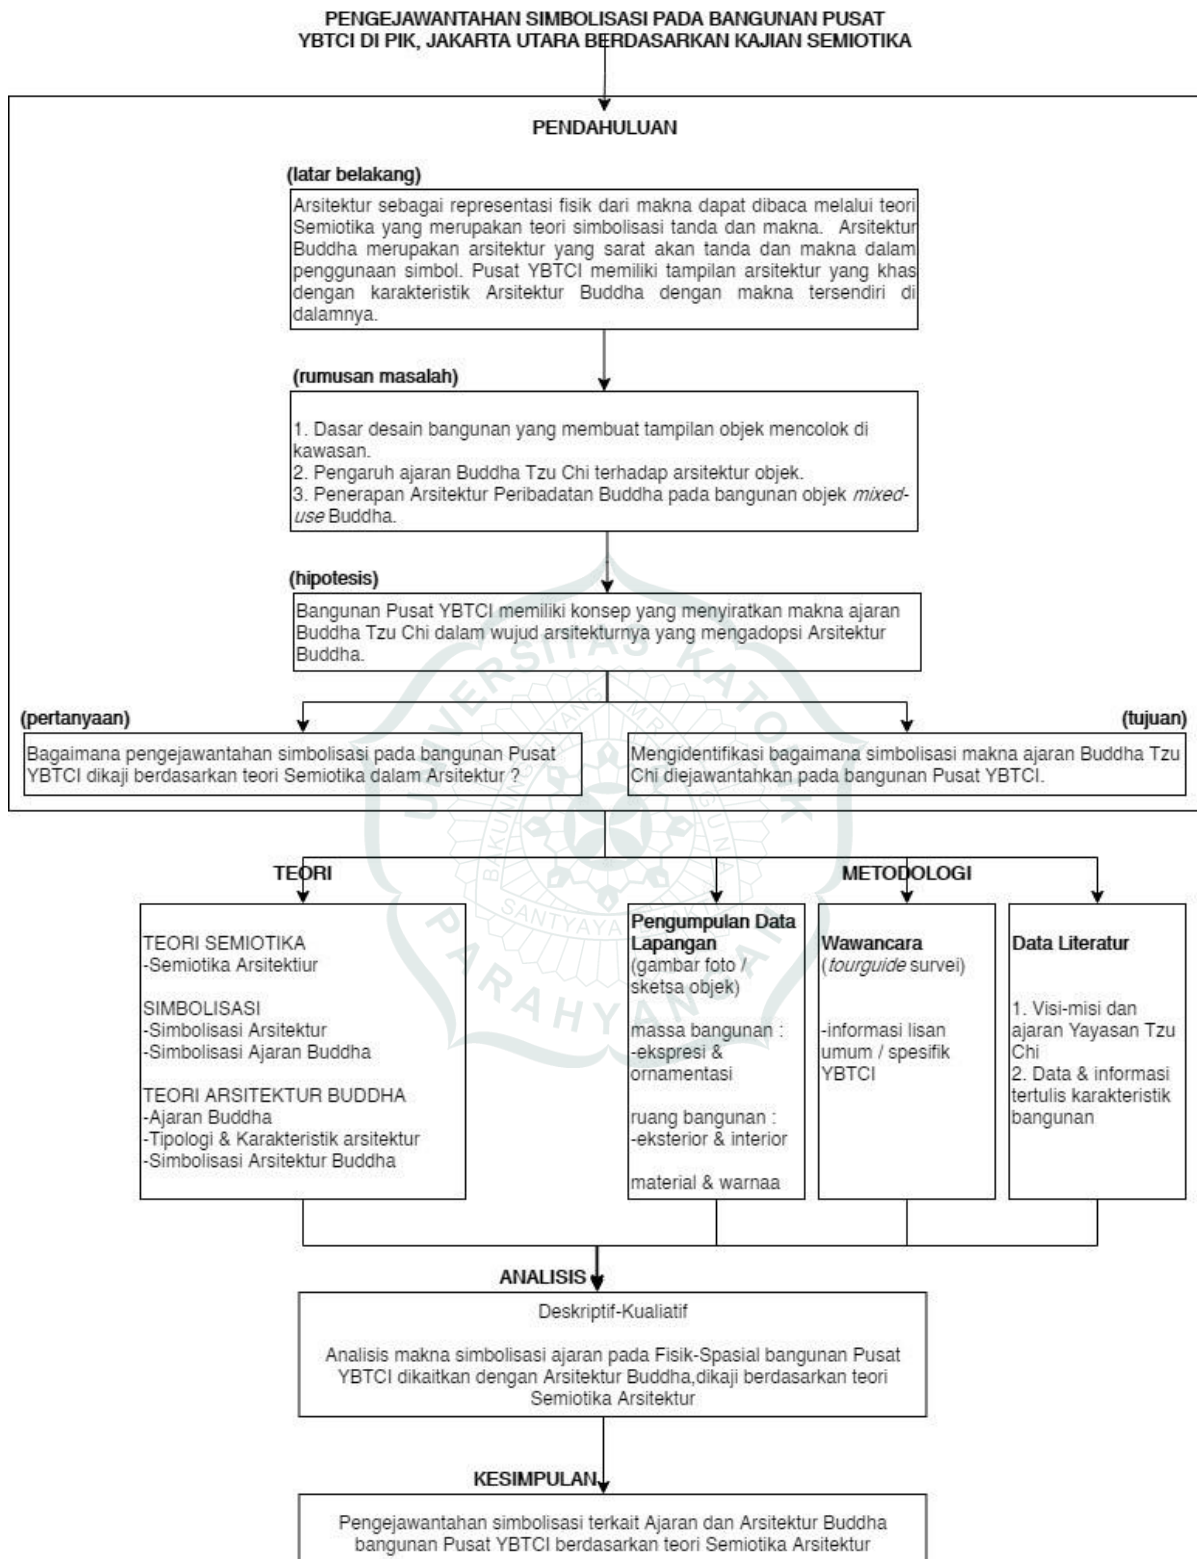 PENGEJAWANTAHAN SIMBOLISASI PADA BANGUNAN PUSAT
YBTCI DI PIK, JAKARTA UTARA BERDASARKAN KAJIAN SEMIOTIKA
PENDAHULUAN
(latar belakang)
Arsitektur sebagai representasi fisik dari makna dapat dibaca melalui teori
Semiotika yang merupakan teori simbolisasi tanda dan makna. Arsitektur
Buddha merupakan arsitektur yang sarat akan tanda dan makna dalam
penggunaan simbol. Pusat YBTCI memiliki tampilan arsitektur yang khas
dengan karakteristik Arsitektur Buddha dengan makna tersendiri di
dalamnya.
(rumusan masalah)
1. Dasar desain bangunan yang membuat tampilan objek mencolok di
kawasan.
2. Pengaruh ajaran Buddha Tzu Chi terhadap arsitektur objek.
3. Penerapan Arsitektur Peribadatan Buddha pada bangunan objek mixed-
use Buddha.
(hipotesis)
Bangunan Pusat YBTCI memiliki konsep yang menyiratkan makna ajaran
Buddha Tzu Chi dalam wujud arsitekturnya yang mengadopsi Arsitektur
Buddha.
(pertanyaan)
Bagaimana pengejawantahan simbolisasi pada bangunan Pusat
YBTCI dikaji berdasarkan teori Semiotika dalam Arsitektur ?
(tujuan)
Mengidentifikasi bagaimana simbolisasi makna ajaran Buddha Tzu
Chi diejawantahkan pada bangunan Pusat YBTCI.
TEORI
TEORI SEMIOTIKA
-Semiotika Arsitektiur
SIMBOLISASI
-Simbolisasi Arsitektur
-Simbolisasi Ajaran Buddha
TEORI ARSITEKTUR BUDDHA
-Ajaran Buddha
-Tipologi & Karakteristik arsitektur
-Simbolisasi Arsitektur Buddha
METODOLOGI
Pengumpulan Data
Lapangan
(gambar foto /
sketsa objek)
massa bangunan :
-ekspresi &
ornamentasi
ruang bangunan :
-eksterior & interior
material & warnaa
Wawancara
(tourguide survei)
-informasi lisan
umum / spesifik
YBTCI
Data Literatur
1. Visi-misi dan
ajaran Yayasan Tzu
Chi
2. Data & informasi
tertulis karakteristik
bangunan
ANALISIS
Deskriptif-Kualiatif
Analisis makna simbolisasi ajaran pada Fisik-Spasial bangunan Pusat
YBTCI dikaitkan dengan Arsitektur Buddha,dikaji berdasarkan teori
Semiotika Arsitektur
KESIMPULAN
Pengejawantahan simbolisasi terkait Ajaran dan Arsitektur Buddha
bangunan Pusat YBTCI berdasarkan teori Semiotika Arsitektur
UNIVERSITAS KATOLIK
PARAHYANGAN